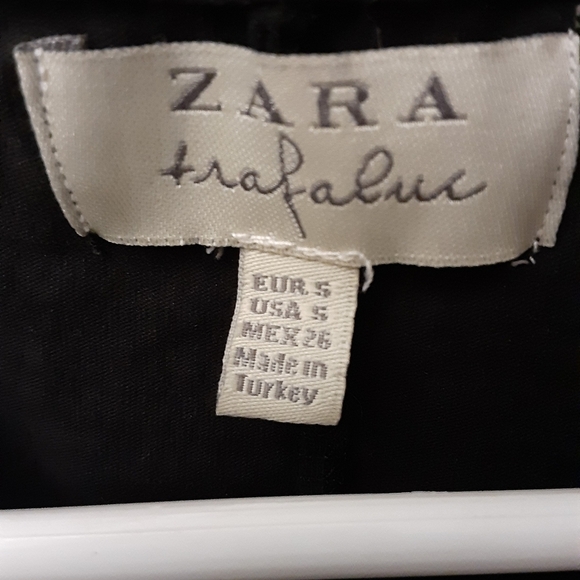 ZARA
trafaluc
EUR S
USA S
MEX 26
Made in
Turkey